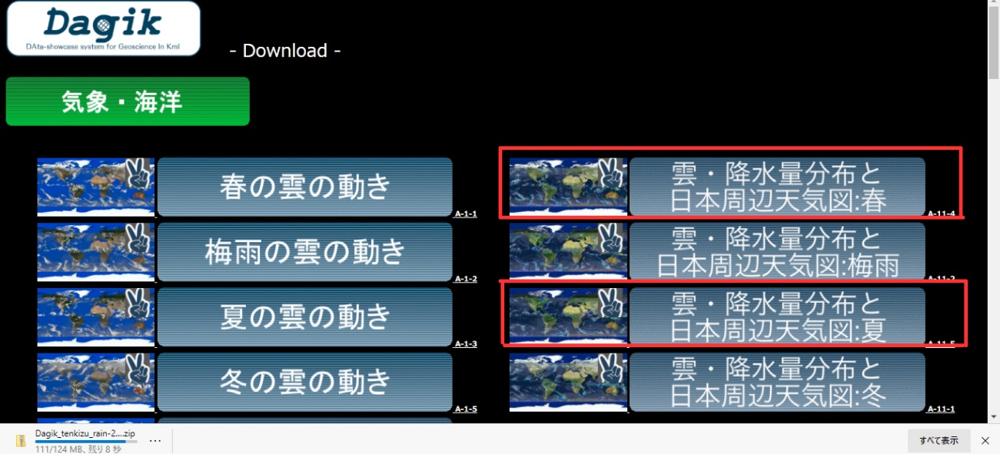 Dagik
DAta-showcase system for Geoscience In Kml
- Download -
気象・海洋
春の雲の動き
A-1-1
雲・降水量分布と
日本周辺天気図:春
A-11-4
梅雨の雲の動き
A-1-2
雲・降水量分布と
日本周辺天気図:梅雨
A-11-2
夏の雲の動き
A-1-3
雲・降水量分布と
日本周辺天気図:夏
A-11-5
冬の雲の動き
A-1-5
雲・降水量分布と
日本周辺天気図:冬
A-11-1
Dagik_tenkizu_rain-2....zip
111/124 MB、残り 8 秒
すべて表示